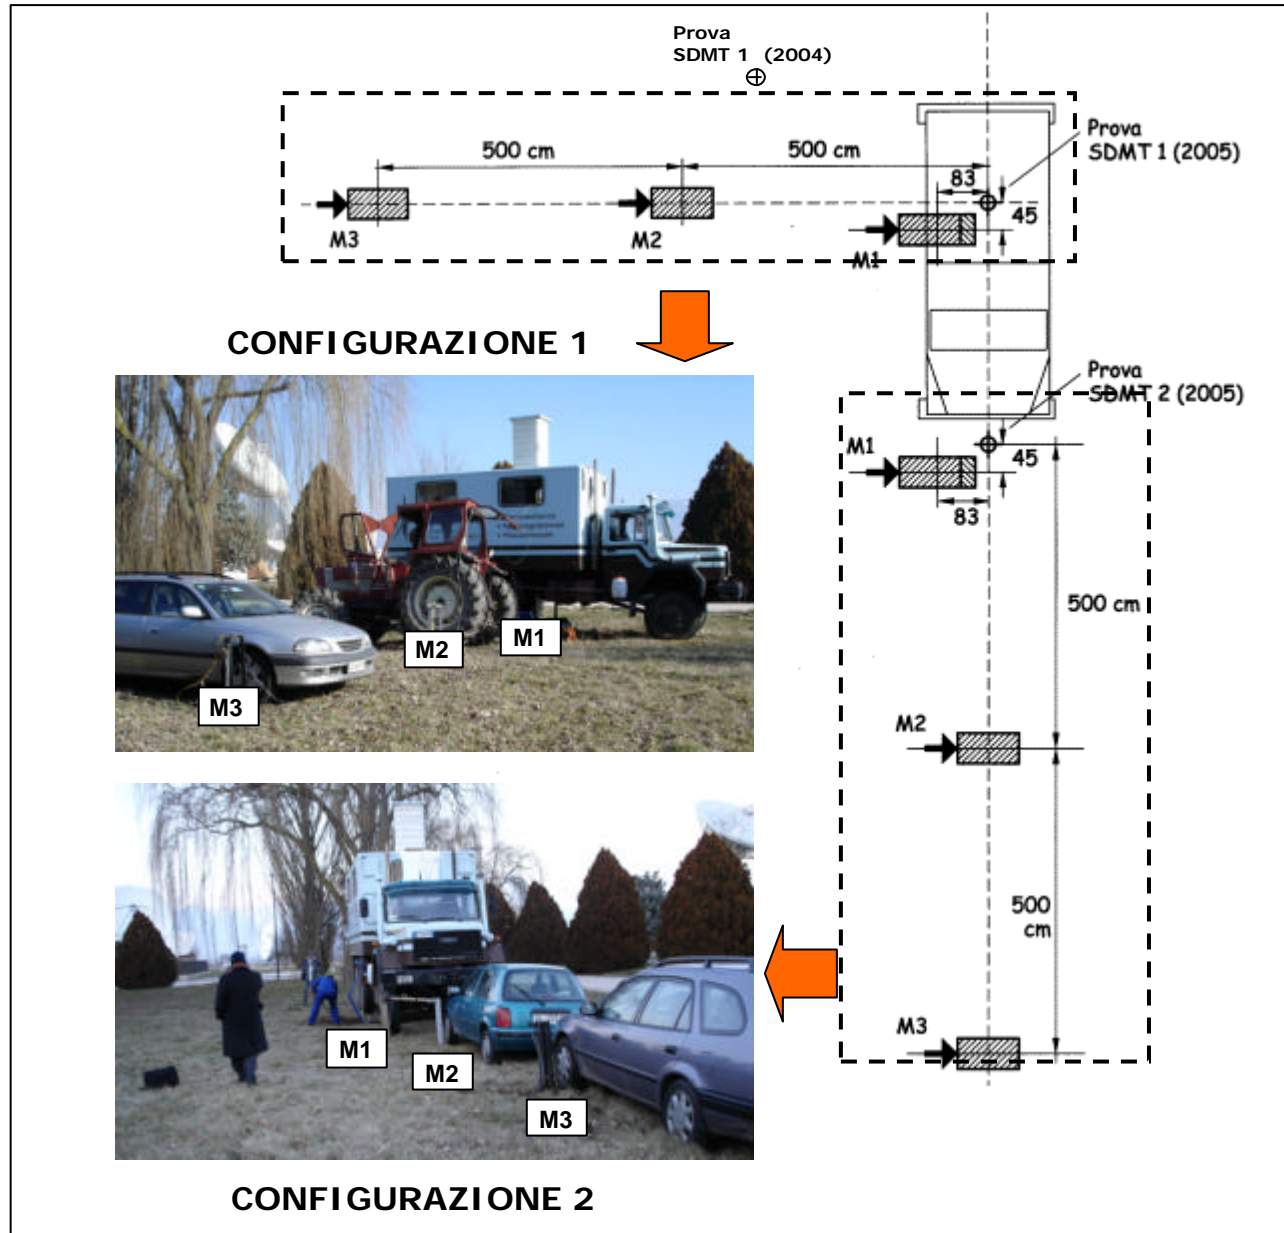 Prova
SDMT 1 (2004)
500 cm
500 cm
Prova
SDMT 1 (2005)
83
45
M3
M2
M1
CONFIGURAZIONE 1
Prova
SDMT 2 (2005)
M1
45
83
500 cm
M2
M1
M2
M3
M2
500
cm
M3
M1
M2
M3
CONFIGURAZIONE 2